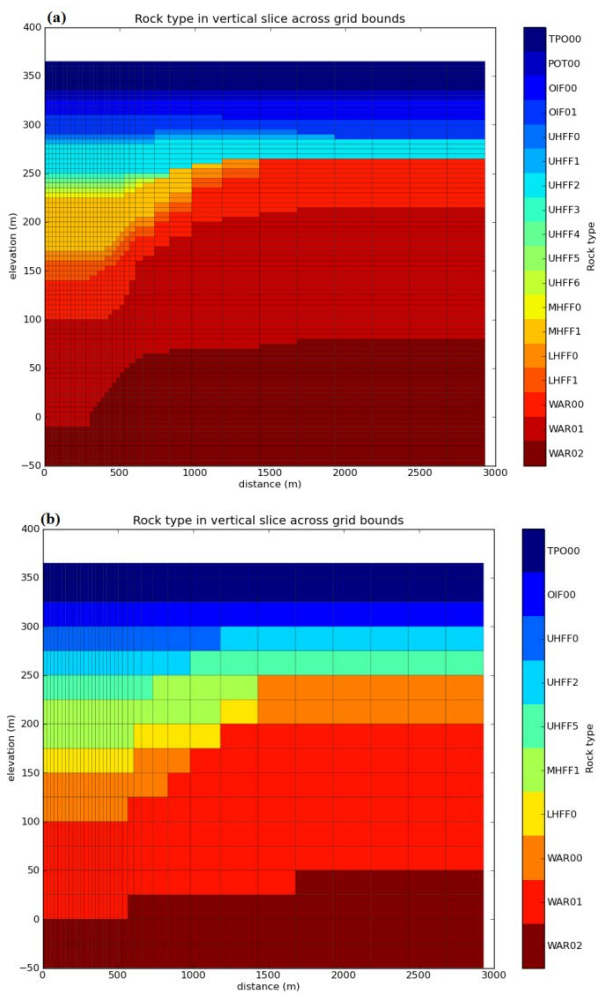 (a)
Rock type in vertical slice across grid bounds
400
350
300
250
200
150
100
50
0
−50
elevation (m)
0
500
1000
1500
2000
2500
3000
distance (m)
TPO00
POT00
OIF00
OIF01
UHFF0
UHFF1
UHFF2
UHFF3
UHFF4
UHFF5
UHFF6
MHFF0
MHFF1
LHFF0
LHFF1
WAR00
WAR01
WAR02
Rock type
(b)
Rock type in vertical slice across grid bounds
400
350
300
250
200
150
100
50
0
−50
elevation (m)
0
500
1000
1500
2000
2500
3000
distance (m)
TPO00
OIF00
UHFF0
UHFF2
UHFF5
MHFF1
LHFF0
WAR00
WAR01
WAR02
Rock type